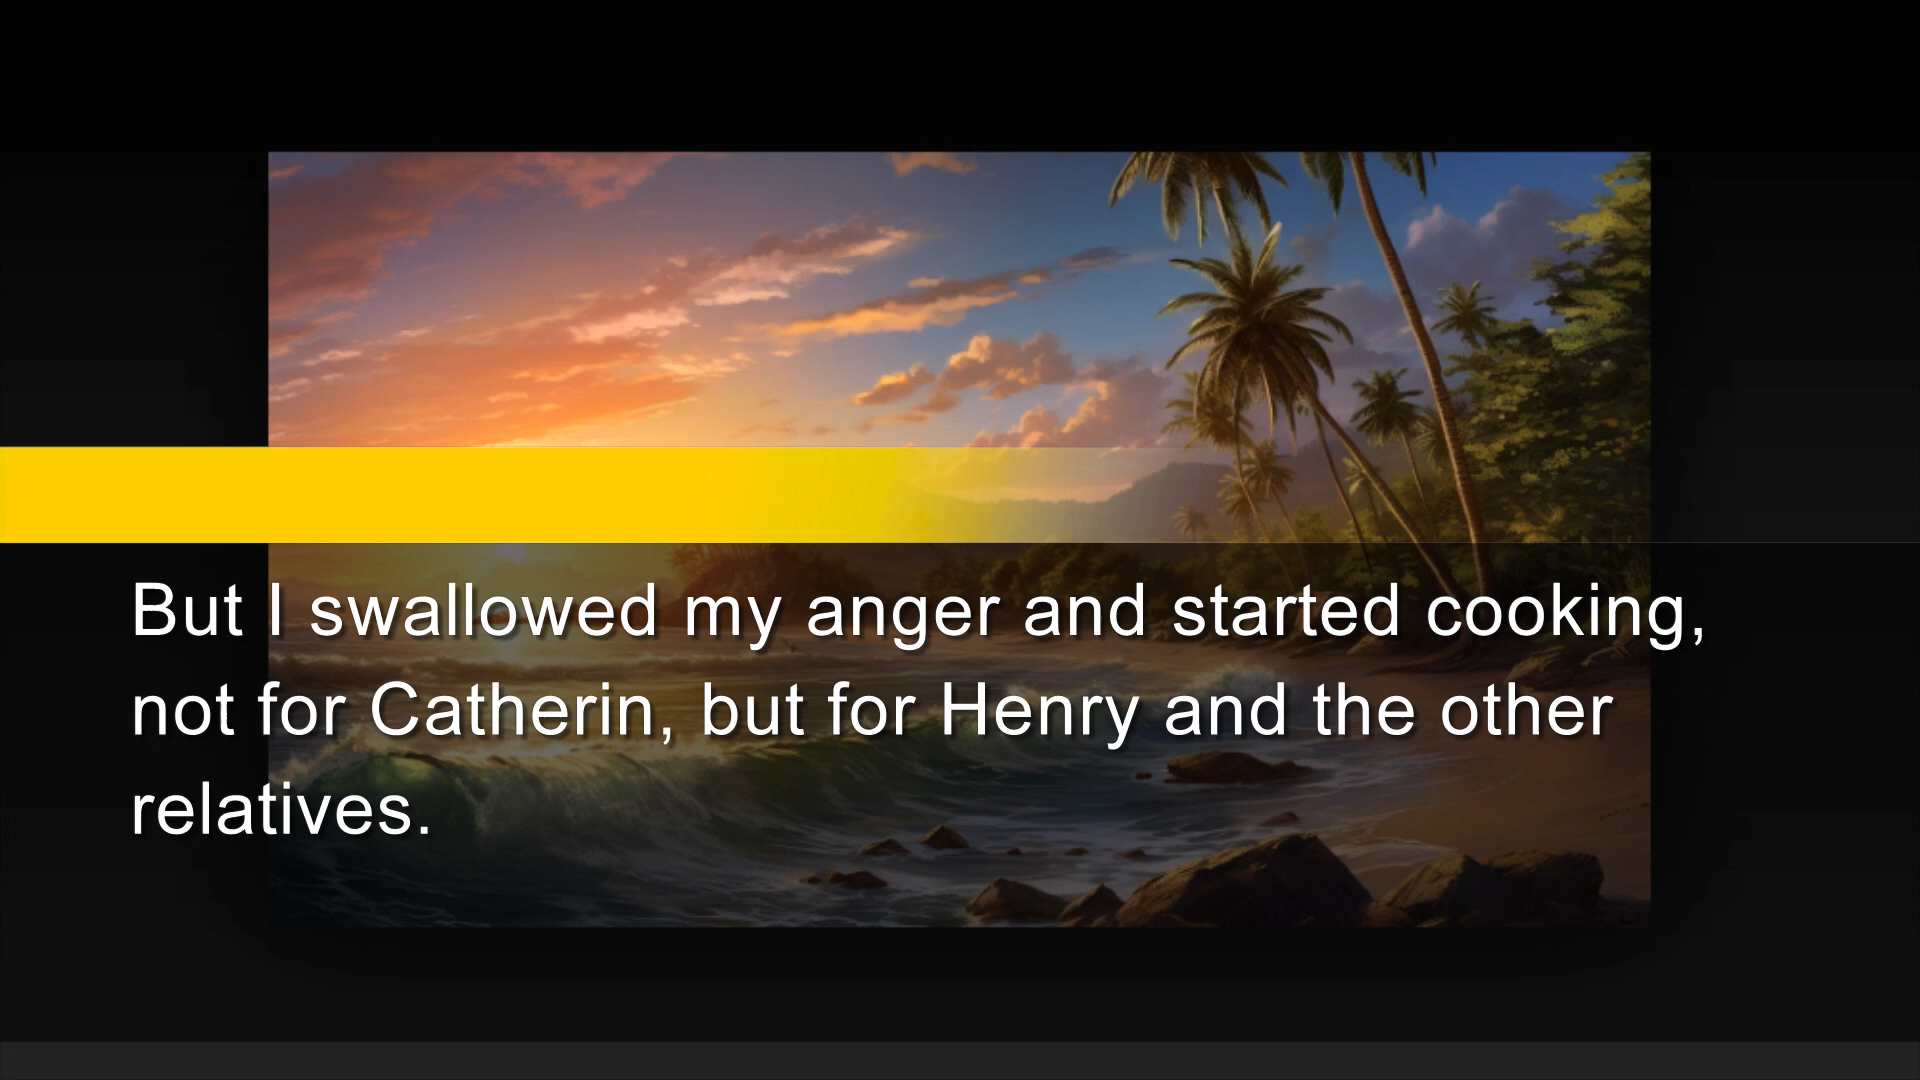 But I swallowed my anger and started cooking,
not for Catherin, but for Henry and the other
relatives.